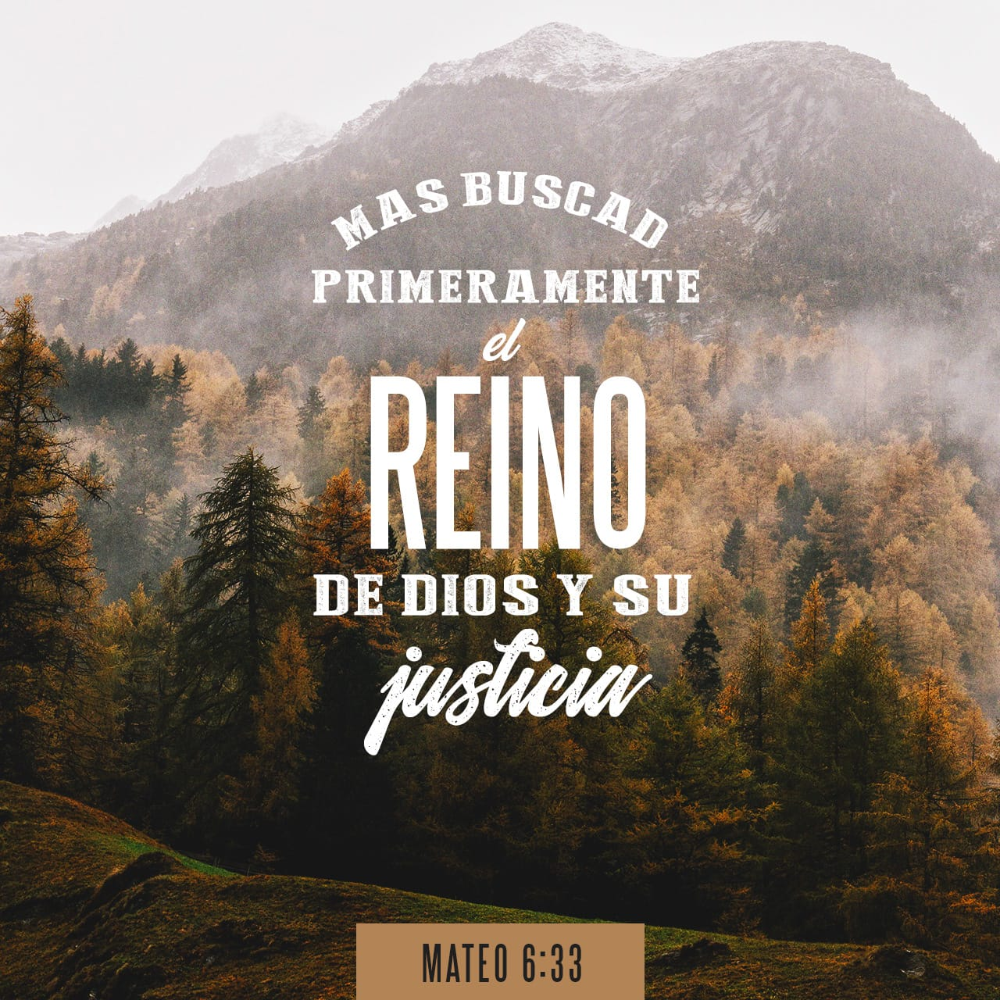 MAS BUSCAD
PRIMERAMENTE
el
REINO
DE DIOS Y SU
justicia
MATEO 6:33